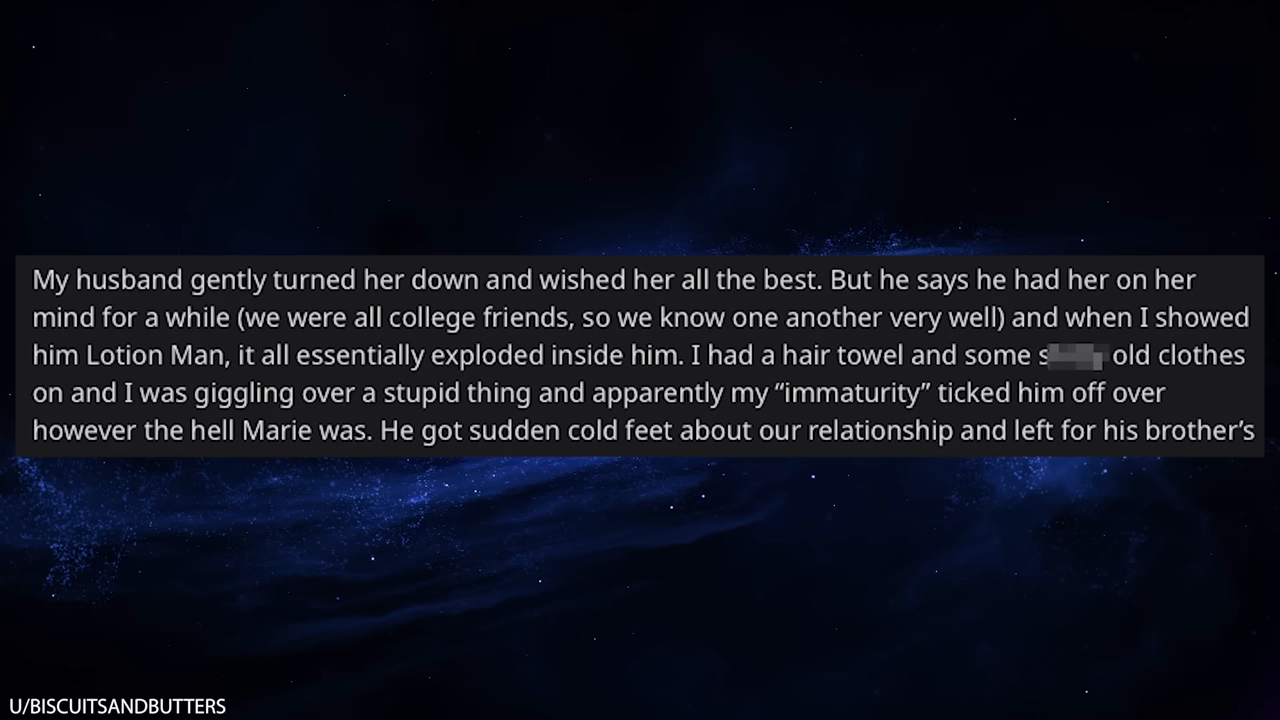 My husband gently turned her down and wished her all the best. But he says he had her on her
mind for a while (we were all college friends, so we know one another very well) and when I showed
him Lotion Man, it all essentially exploded inside him. I had a hair towel and some old clothes
on and I was giggling over a stupid thing and apparently my “immaturity” ticked him off over
however the hell Marie was. He got sudden cold feet about our relationship and left for his brother’s
U/BISCUITSANDBUTTERS